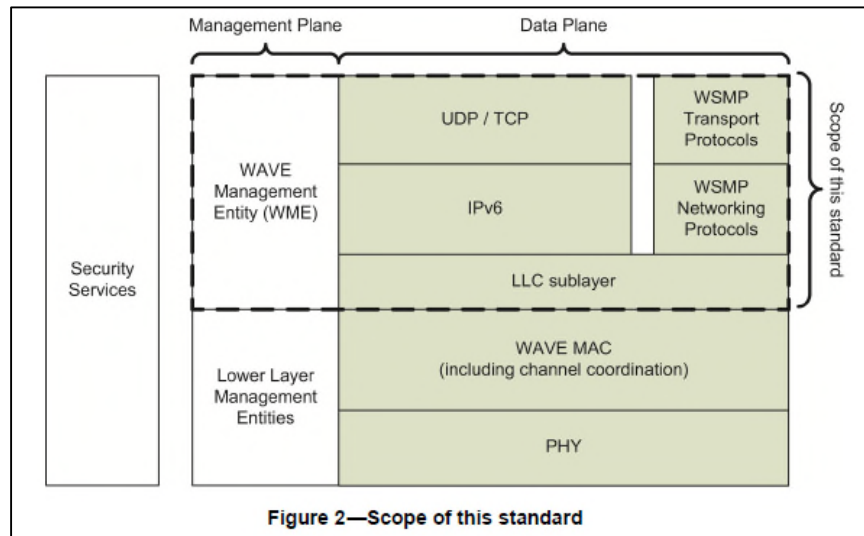 Management Plane
Data Plane
UDP / TCP
WSMP
Transport
Protocols
Scope of this standard
WAVE
Management
Entity (WME)
IPv6
WSMP
Networking
Protocols
Security
Services
LLC sublayer
WAVE MAC
(including channel coordination)
Lower Layer
Management
Entities
PHY
Figure 2—Scope of this standard